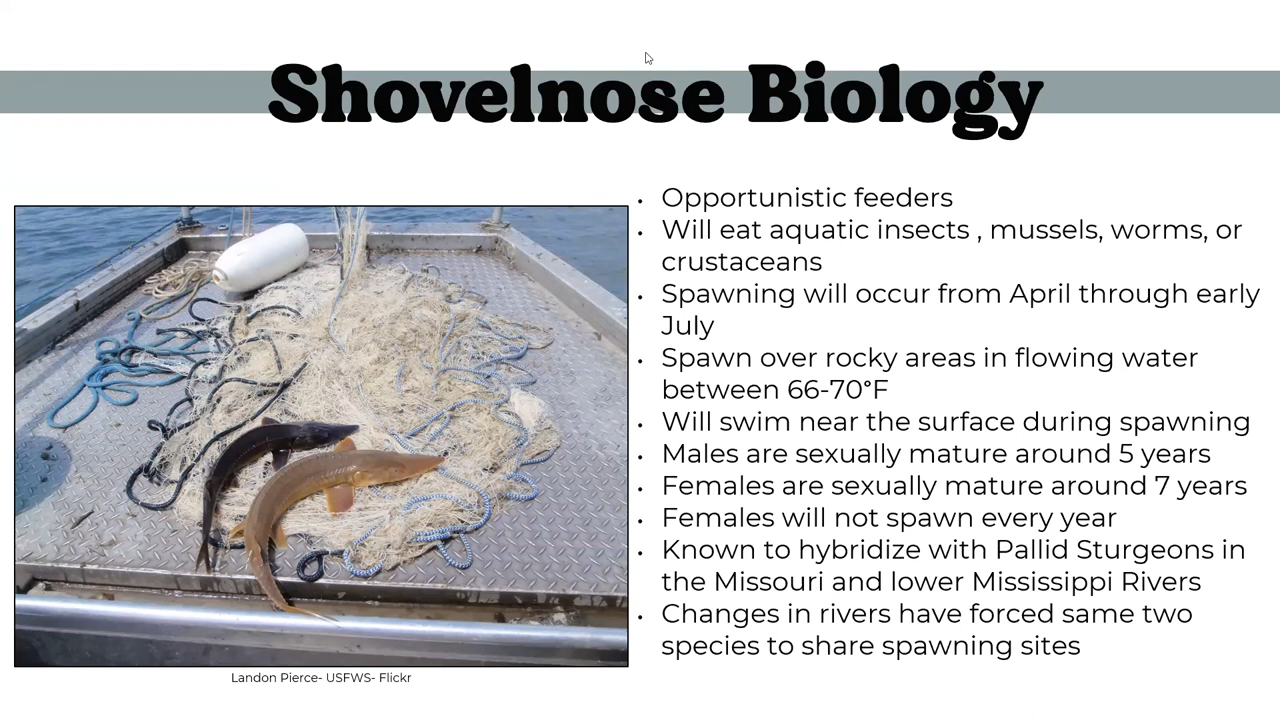 Shovelnose Biology
• Opportunistic feeders
• Will eat aquatic insects , mussels, worms, or
crustaceans
• Spawning will occur from April through early
July
• Spawn over rocky areas in flowing water
between 66-70°F
• Will swim near the surface during spawning
• Males are sexually mature around 5 years
• Females are sexually mature around 7 years
• Females will not spawn every year
• Known to hybridize with Pallid Sturgeons in
the Missouri and lower Mississippi Rivers
• Changes in rivers have forced same two
species to share spawning sites
Landon Pierce- USFWS- Flickr